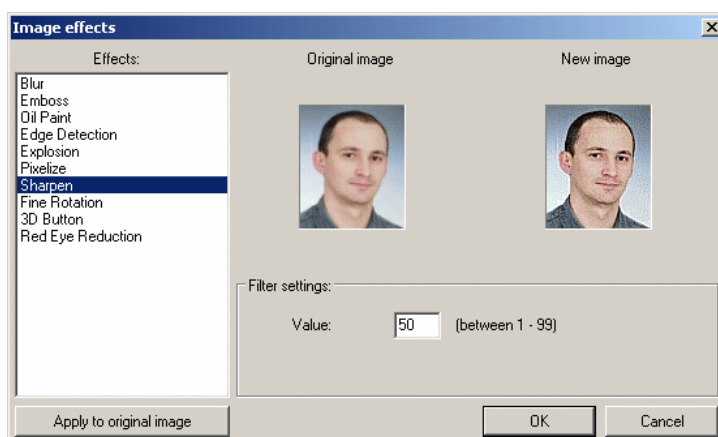 Image effects
Effects:
Original image
New image
Blur
Emboss
Oil Paint
Edge Detection
Explosion
Pixelize
Sharpen
Fine Rotation
3D Button
Red Eye Reduction
Filter settings:
Value: 50 (between 1 - 99)
Apply to original image
OK
Cancel